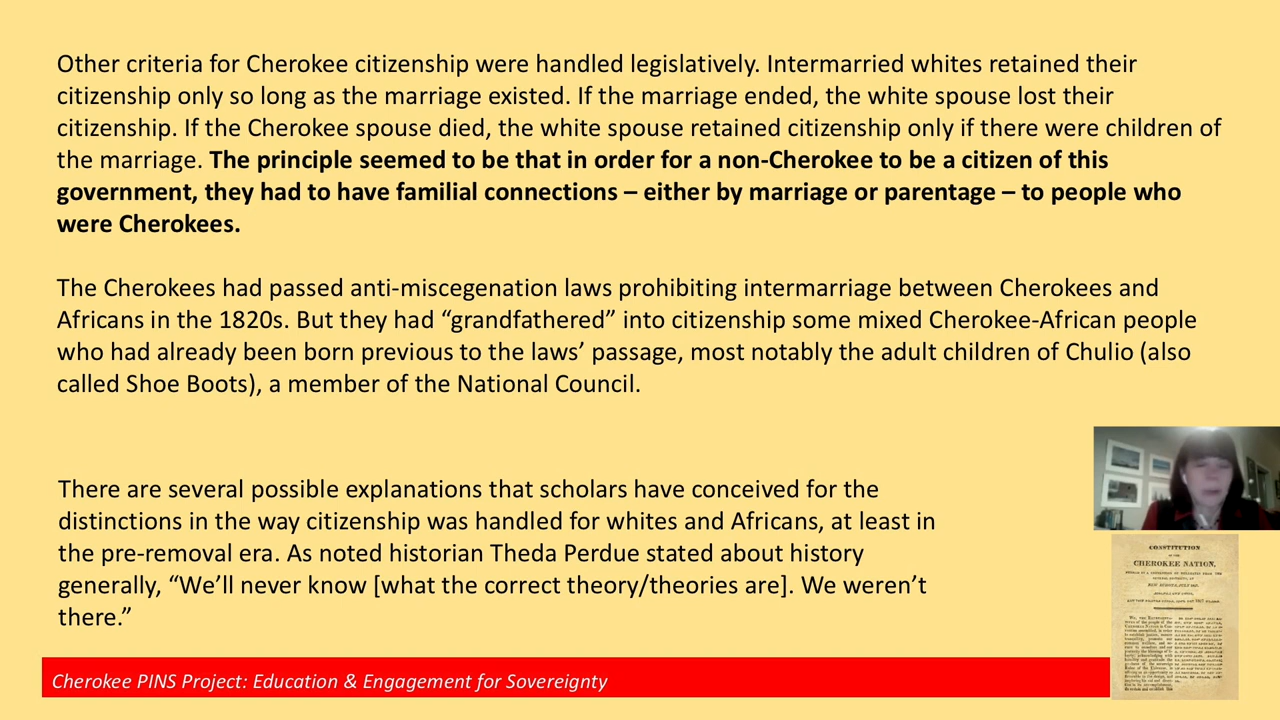 Other criteria for Cherokee citizenship were handled legislatively. Intermarried whites retained their
citizenship only so long as the marriage existed. If the marriage ended, the white spouse lost their
citizenship. If the Cherokee spouse died, the white spouse retained citizenship only if there were children of
the marriage. The principle seemed to be that in order for a non-Cherokee to be a citizen of this
government, they had to have familial connections – either by marriage or parentage – to people who
were Cherokees.
The Cherokees had passed anti-miscegenation laws prohibiting intermarriage between Cherokees and
Africans in the 1820s. But they had “grandfathered” into citizenship some mixed Cherokee-African people
who had already been born previous to the laws’ passage, most notably the adult children of Chulio (also
called Shoe Boots), a member of the National Council.
There are several possible explanations that scholars have conceived for the
distinctions in the way citizenship was handled for whites and Africans, at least in
the pre-removal era. As noted historian Theda Perdue stated about history
generally, “We’ll never know [what the correct theory/theories are]. We weren’t
there.”
CONSTITUTION
OF THE
CHEROKEE NATION,
Cherokee PINS Project: Education & Engagement for Sovereignty